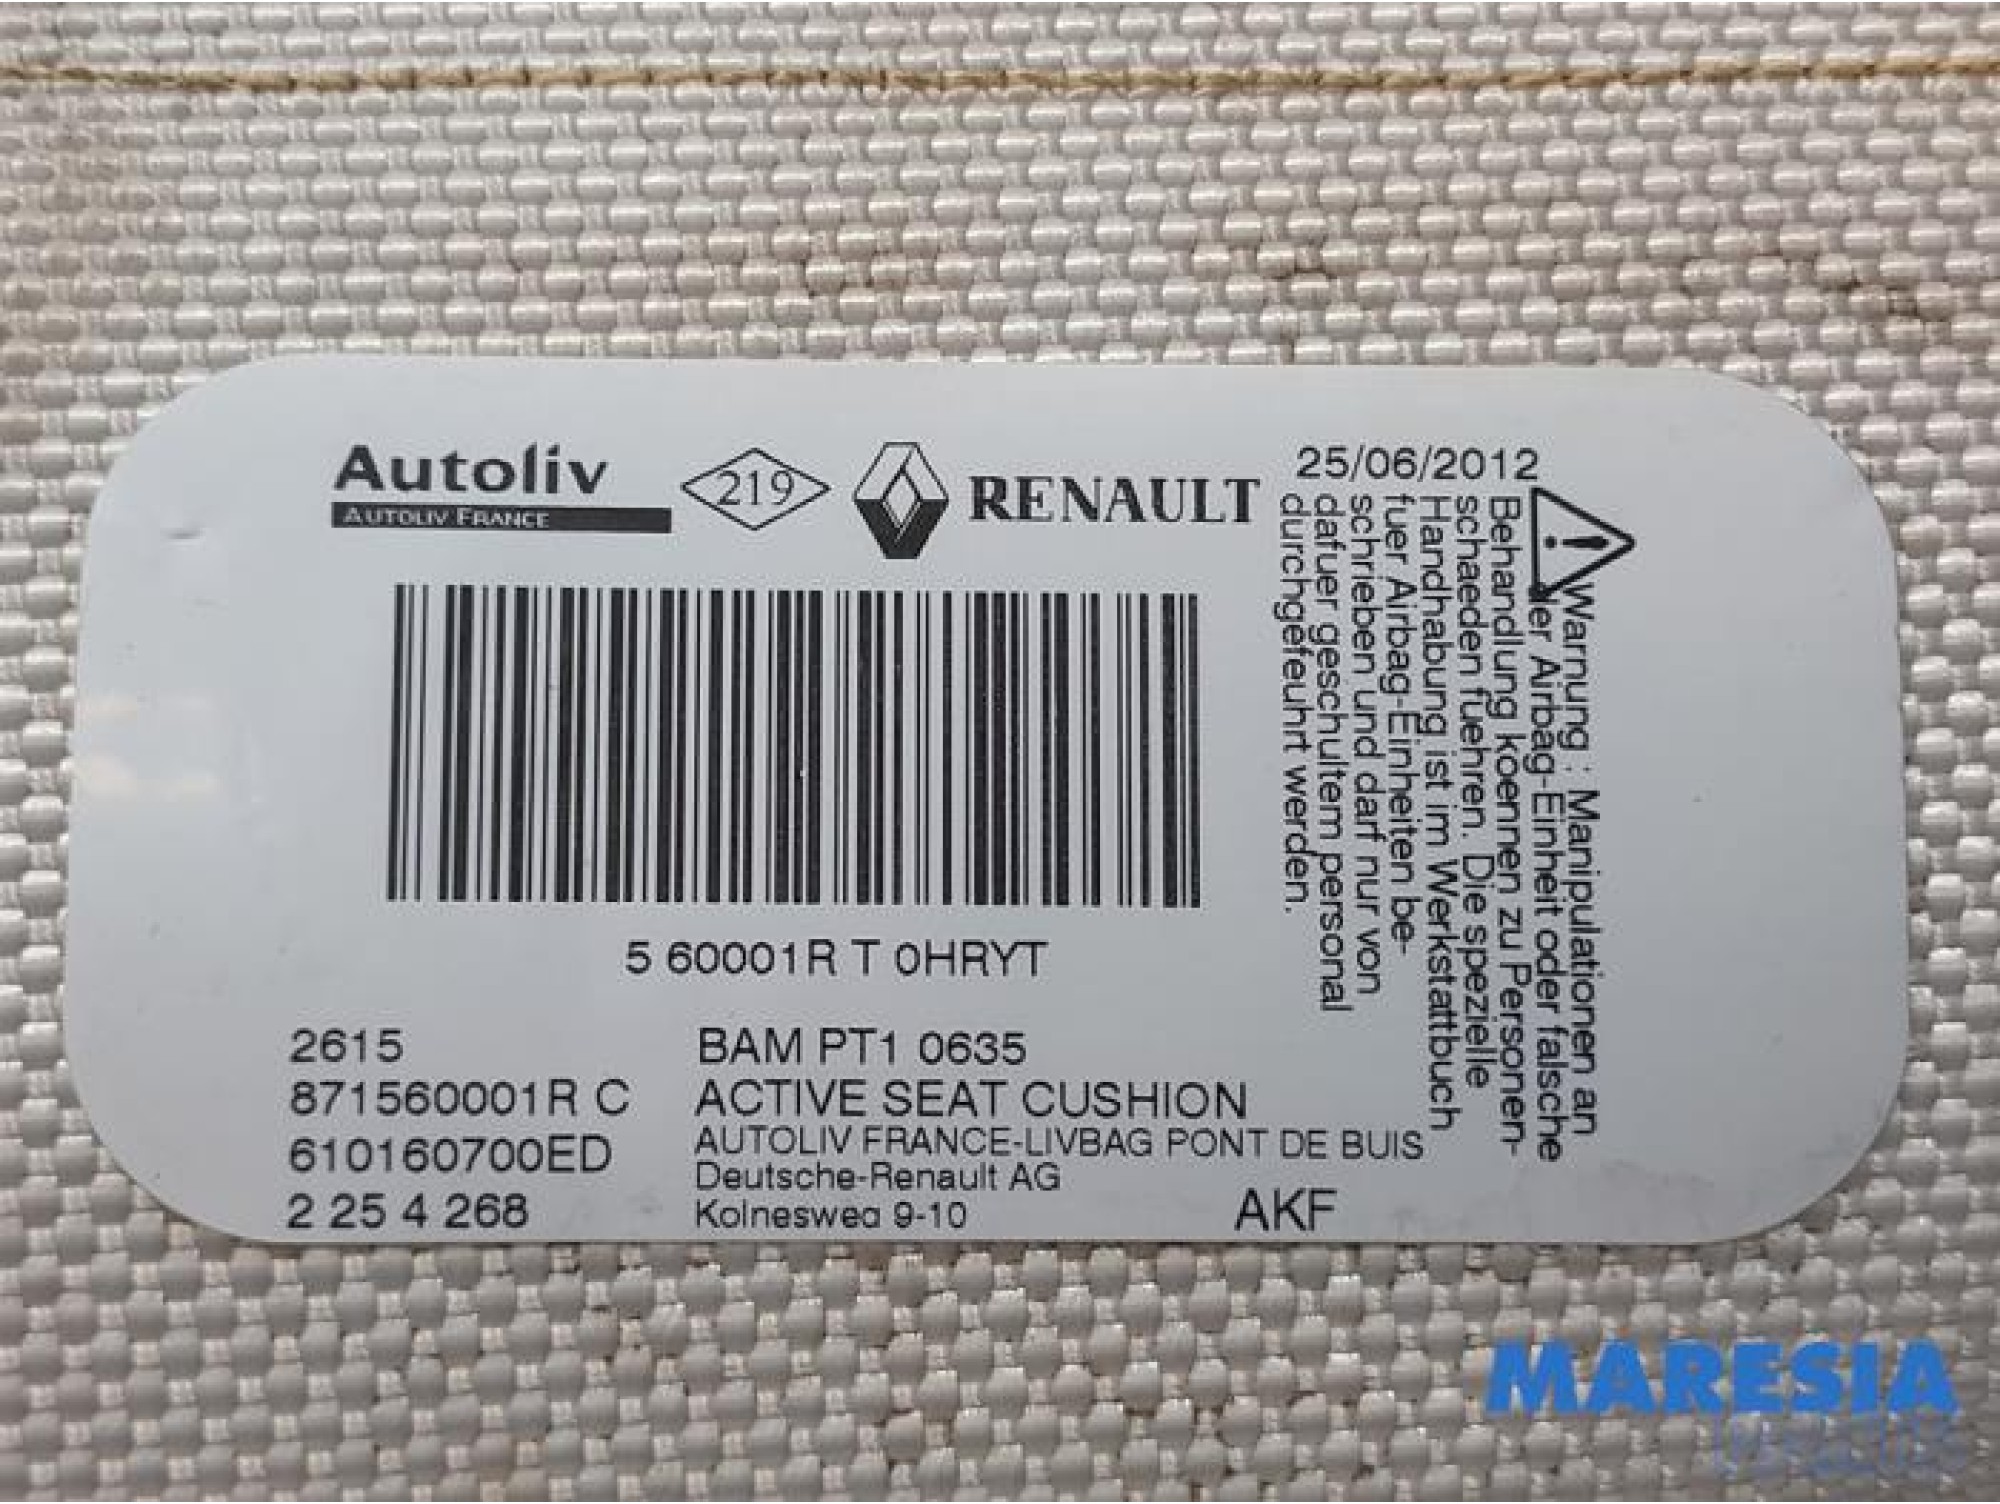 Autoliv
AUTOLIV FRANCE
219
RENAULT
25/06/2012
Warnung : Manipulationen an
der Airbag-Einheit oder falsche
Behandlung koennen zu Personen-
schaeden fuehren. Die spezielle
Handhabung ist im Werkstattbuch
fuer Airbag-Einheiten be-
schrieben und darf nur von
dafuer geschultem personal
durchgefeuhrt werden.
5 60001R T 0HRYT
2615
871560001R C
610160700ED
2 25 4 268
BAM PT1 0635
ACTIVE SEAT CUSHION
AUTOLIV FRANCE-LIVBAG PONT DE BUIS
Deutsche-Renault AG
Kolnesweg 9-10
AKF
MARESIA